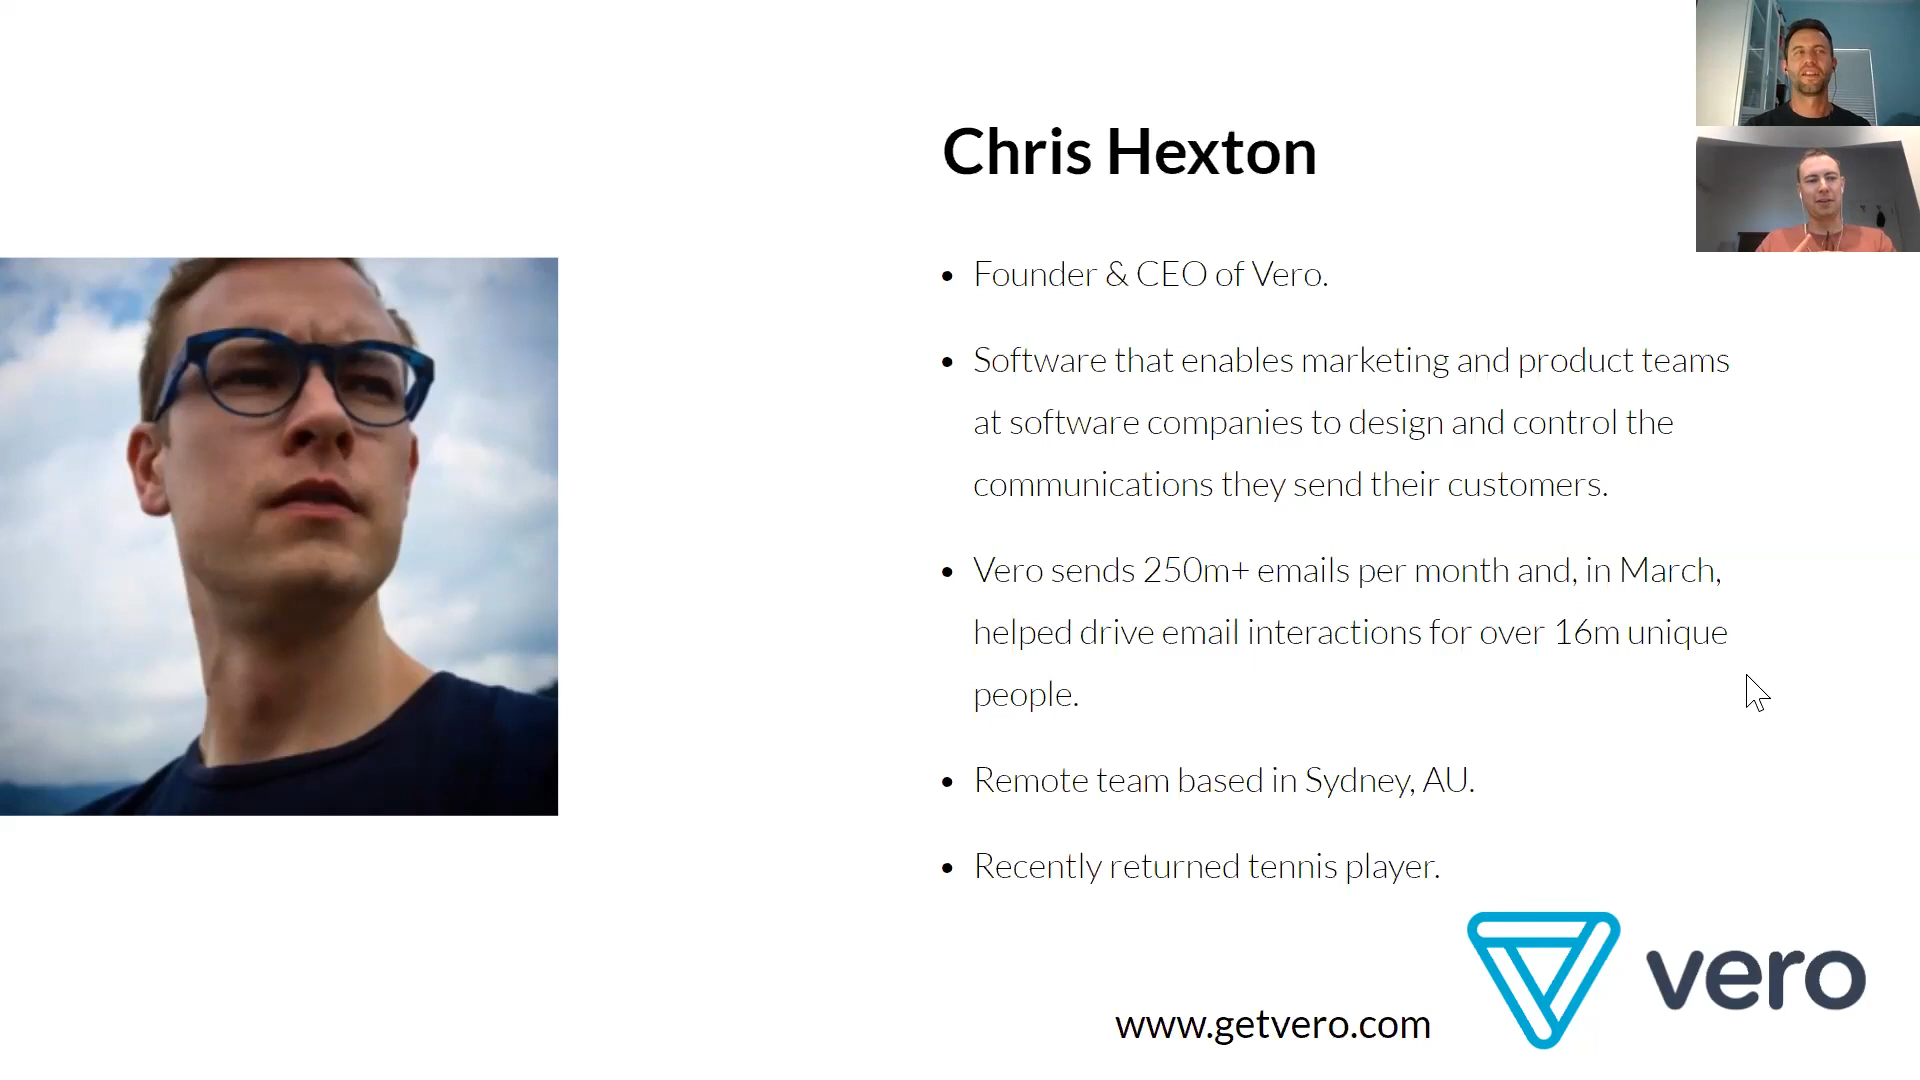 Chris Hexton
• Founder & CEO of Vero.
• Software that enables marketing and product teams
at software companies to design and control the
communications they send their customers.
• Vero sends 250m+ emails per month and, in March,
helped drive email interactions for over 16m unique
people.
• Remote team based in Sydney, AU.
• Recently returned tennis player.
vero
www.getvero.com